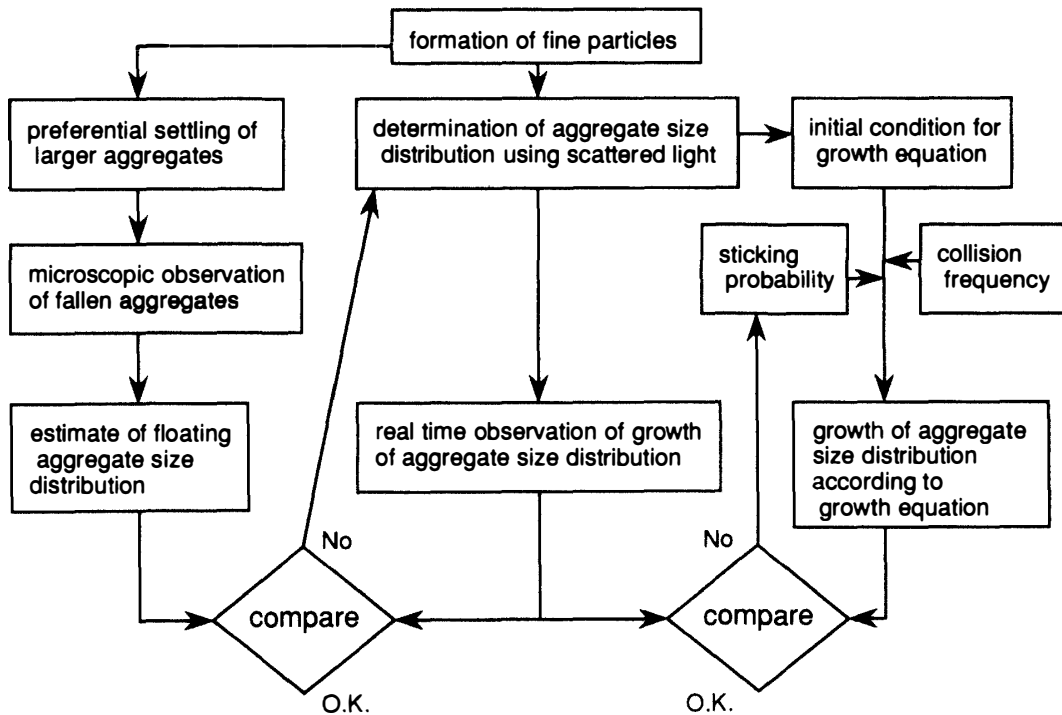 formation of fine particles
preferential settling of
larger aggregates
determination of aggregate size
distribution using scattered light
initial condition for
growth equation
microscopic observation
of fallen aggregates
sticking
probability
collision
frequency
estimate of floating
aggregate size
distribution
real time observation of growth
of aggregate size distribution
growth of aggregate
size distribution
according to
growth equation
No
compare
O.K.
No
compare
O.K.